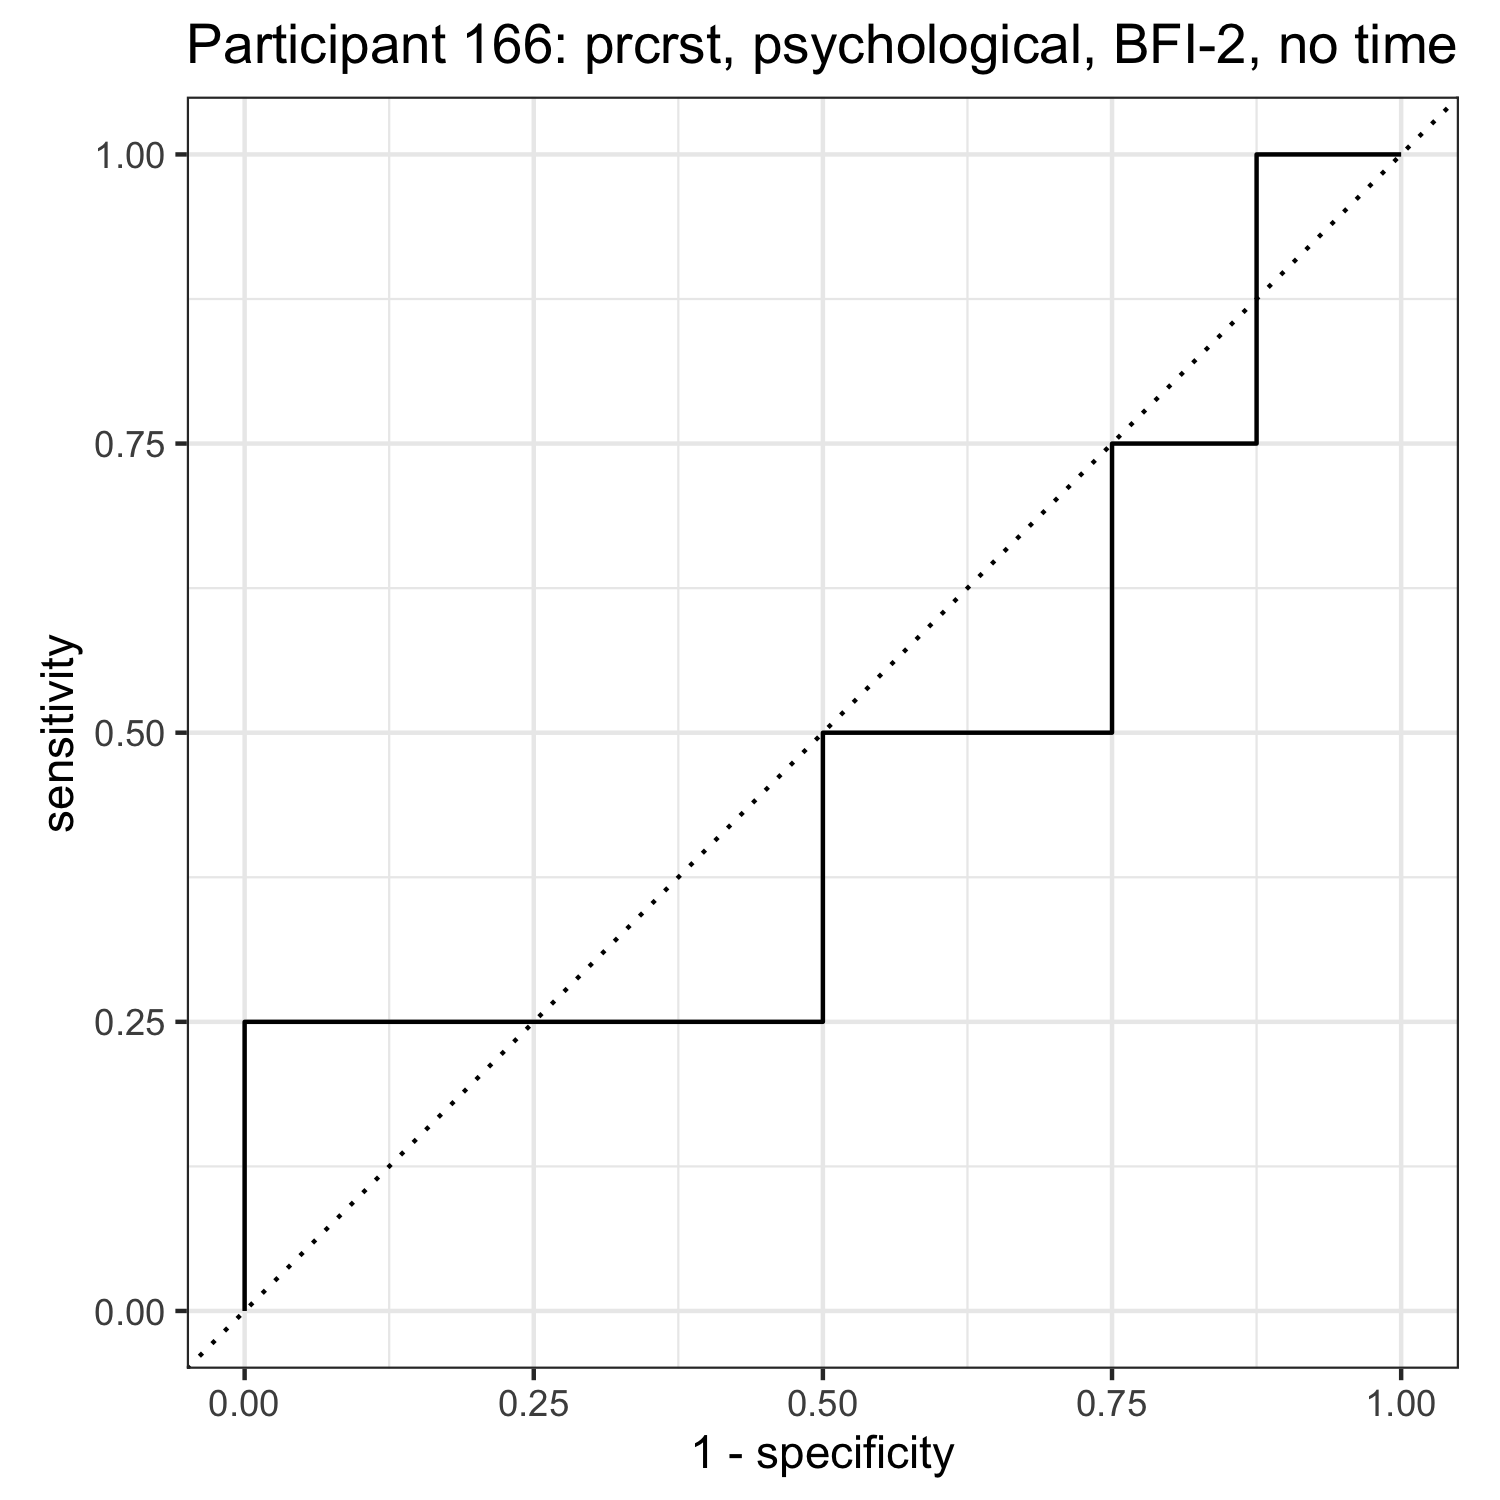 Participant 166: prcrst, psychological, BFI-2, no time
1.00
0.75
0.50
0.25
0.00
sensitivity
0.00 0.25 0.50 0.75 1.00
1 - specificity